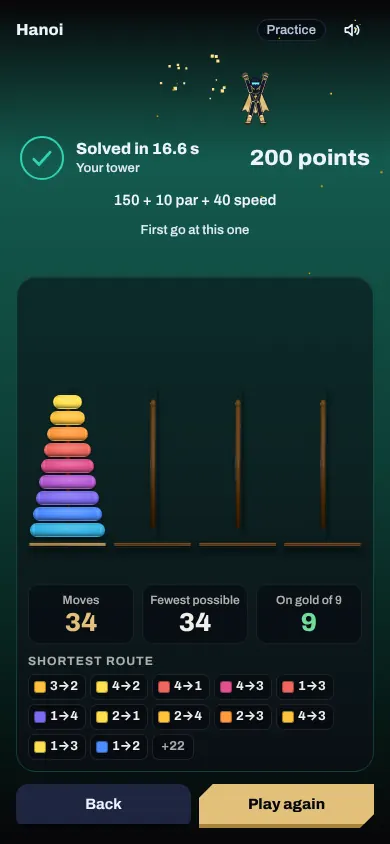 Hanoi
Practice
Solved in 16.6 s
Your tower
200 points
150 + 10 par + 40 speed
First go at this one
Moves
34
Fewest possible
34
On gold of 9
9
SHORTEST ROUTE
3→2 4→2 4→1 4→3 1→3
1→4 2→1 2→4 2→3 4→3
1→3 1→2 +22
Back
Play again